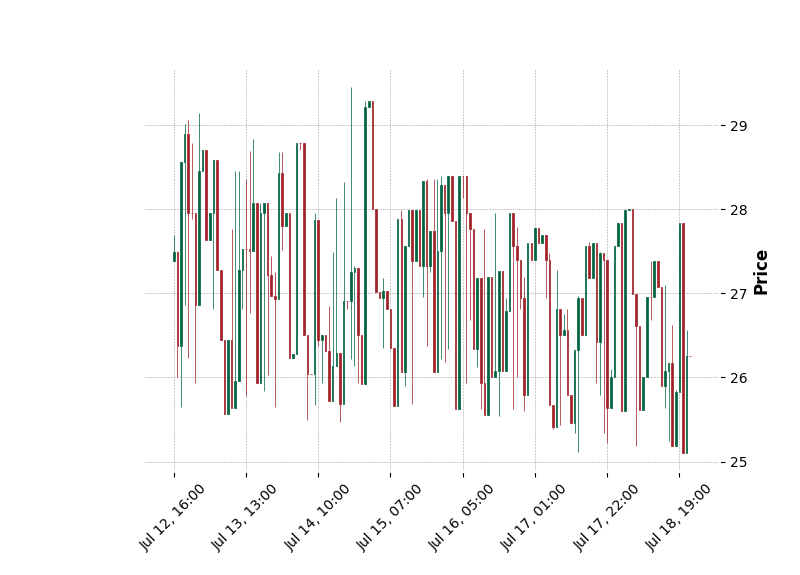 29
28
27
26
25
Price
Jul 12, 16:00
Jul 13, 13:00
Jul 14, 10:00
Jul 15, 07:00
Jul 16, 05:00
Jul 17, 01:00
Jul 17, 22:00
Jul 18, 19:00